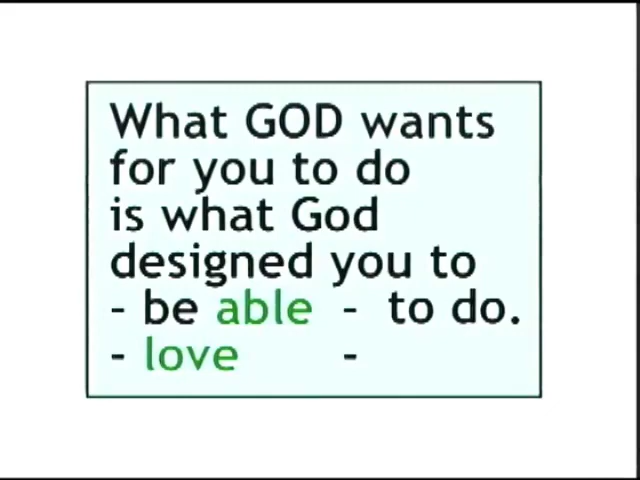 What GOD wants
for you to do
is what God
designed you to
- be able - to do.
- love -